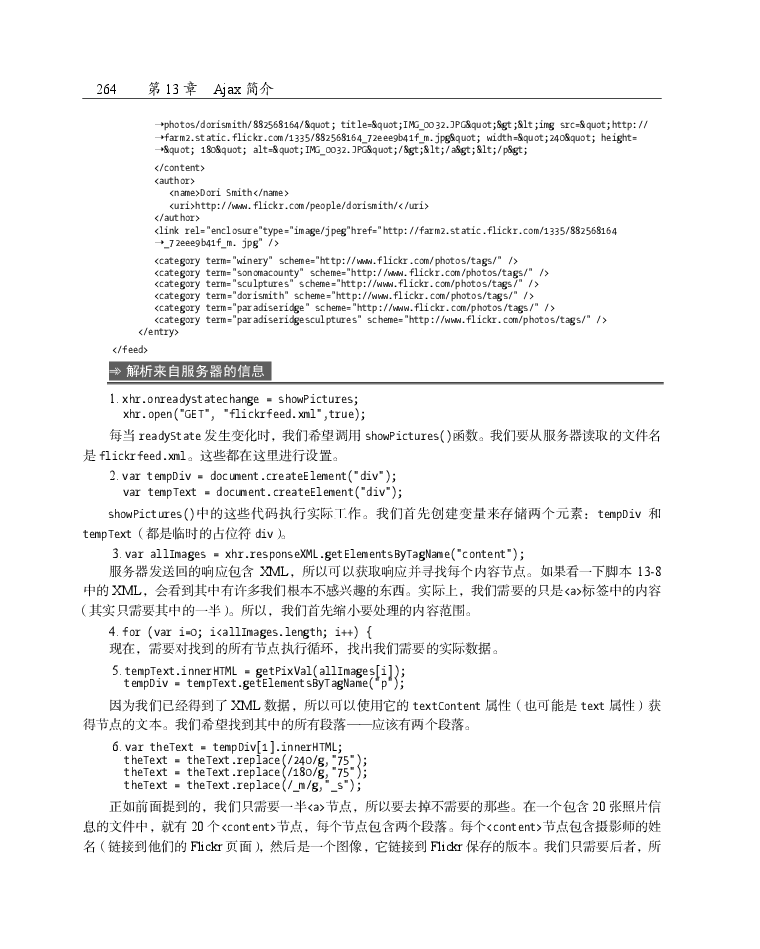 264 第 13 章 Ajax 简介
→photos/dorismith/882568164/&quot; title=&quot;IMG_0032.JPG&quot;&gt;&lt;img src=&quot;http://
→farm2.static.flickr.com/1335/882568164_72eee9b41f_m.jpg&quot; width=&quot;240&quot; height=
→&quot; 180&quot; alt=&quot;IMG_0032.JPG&quot;/&gt;&lt;/a&gt;&lt;/p&gt;
</content>
<author>
<name>Dori Smith</name>
<uri>http://www.flickr.com/people/dorismith/</uri>
</author>
<link rel="enclosure"type="image/jpeg"href="http://farm2.static.flickr.com/1335/882568164
→_72eee9b41f_m. jpg" />
<category term="winery" scheme="http://www.flickr.com/photos/tags/" />
<category term="sonomacounty" scheme="http://www.flickr.com/photos/tags/" />
<category term="sculptures" scheme="http://www.flickr.com/photos/tags/" />
<category term="dorismith" scheme="http://www.flickr.com/photos/tags/" />
<category term="paradiseridge" scheme="http://www.flickr.com/photos/tags/" />
<category term="paradiseridgesculptures" scheme="http://www.flickr.com/photos/tags/" />
</entry>
</feed>
➾ 解析来自服务器的信息
1. xhr.onreadystatechange = showPictures;
xhr.open("GET", "flickrfeed.xml",true);
每当 readyState 发生变化时，我们希望调用 showPictures()函数。我们要从服务器读取的文件名
是 flickrfeed.xml。这些都在这里进行设置。
2. var tempDiv = document.createElement("div");
var tempText = document.createElement("div");
showPictures()中的这些代码执行实际工作。我们首先创建变量来存储两个元素：tempDiv 和
tempText（都是临时的占位符 div）。
3. var allImages = xhr.responseXML.getElementsByTagName("content");
服务器发送回的响应包含 XML，所以可以获取响应并寻找每个内容节点。如果看一下脚本 13-8
中的 XML，会看到其中有许多我们根本不感兴趣的东西。实际上，我们需要的只是<a>标签中的内容
（其实只需要其中的一半）。所以，我们首先缩小要处理的内容范围。
4. for (var i=0; i<allImages.length; i++) {
现在，需要对找到的所有节点执行循环，找出我们需要的实际数据。
5. tempText.innerHTML = getPixVal(allImages[i]);
tempDiv = tempText.getElementsByTagName("p");
因为我们已经得到了 XML 数据，所以可以使用它的 textContent 属性（也可能是 text 属性）获
得节点的文本。我们希望找到其中的所有段落——应该有两个段落。
6. var theText = tempDiv[1].innerHTML;
theText = theText.replace(/240/g,"75");
theText = theText.replace(/180/g,"75");
theText = theText.replace(/_m/g,"_s");
正如前面提到的，我们只需要一半<a>节点，所以要去掉不需要的那些。在一个包含 20 张照片信
息的文件中，就有 20 个<content>节点，每个节点包含两个段落。每个<content>节点包含摄影师的姓
名（链接到他们的 Flickr 页面），然后是一个图像，它链接到 Flickr 保存的版本。我们只需要后者，所